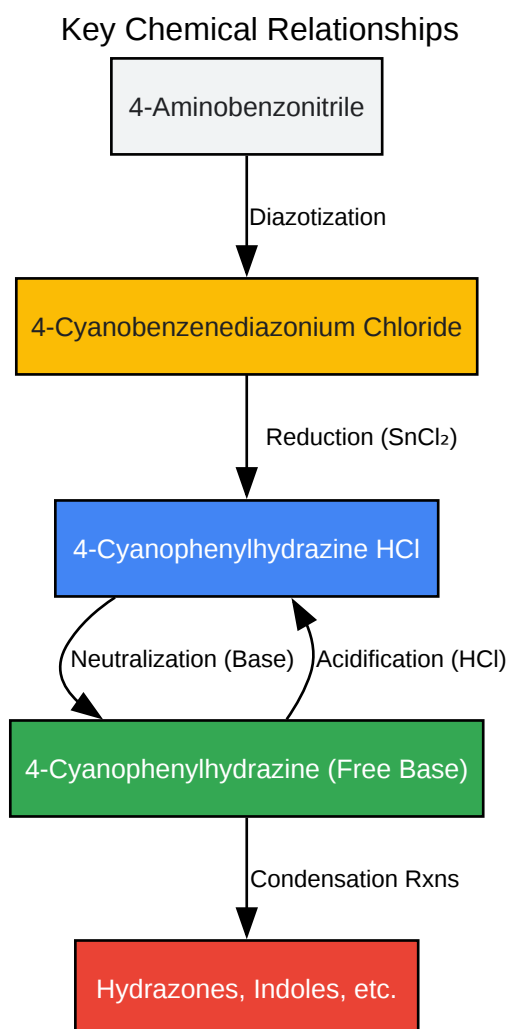 Key Chemical Relationships
4-Aminobenzonitrile
Diazotization
4-Cyanobenzenediazonium Chloride
Reduction (SnCl₂)
4-Cyanophenylhydrazine HCl
Neutralization (Base)
Acidification (HCl)
4-Cyanophenylhydrazine (Free Base)
Condensation Rxns
Hydrazones, Indoles, etc.